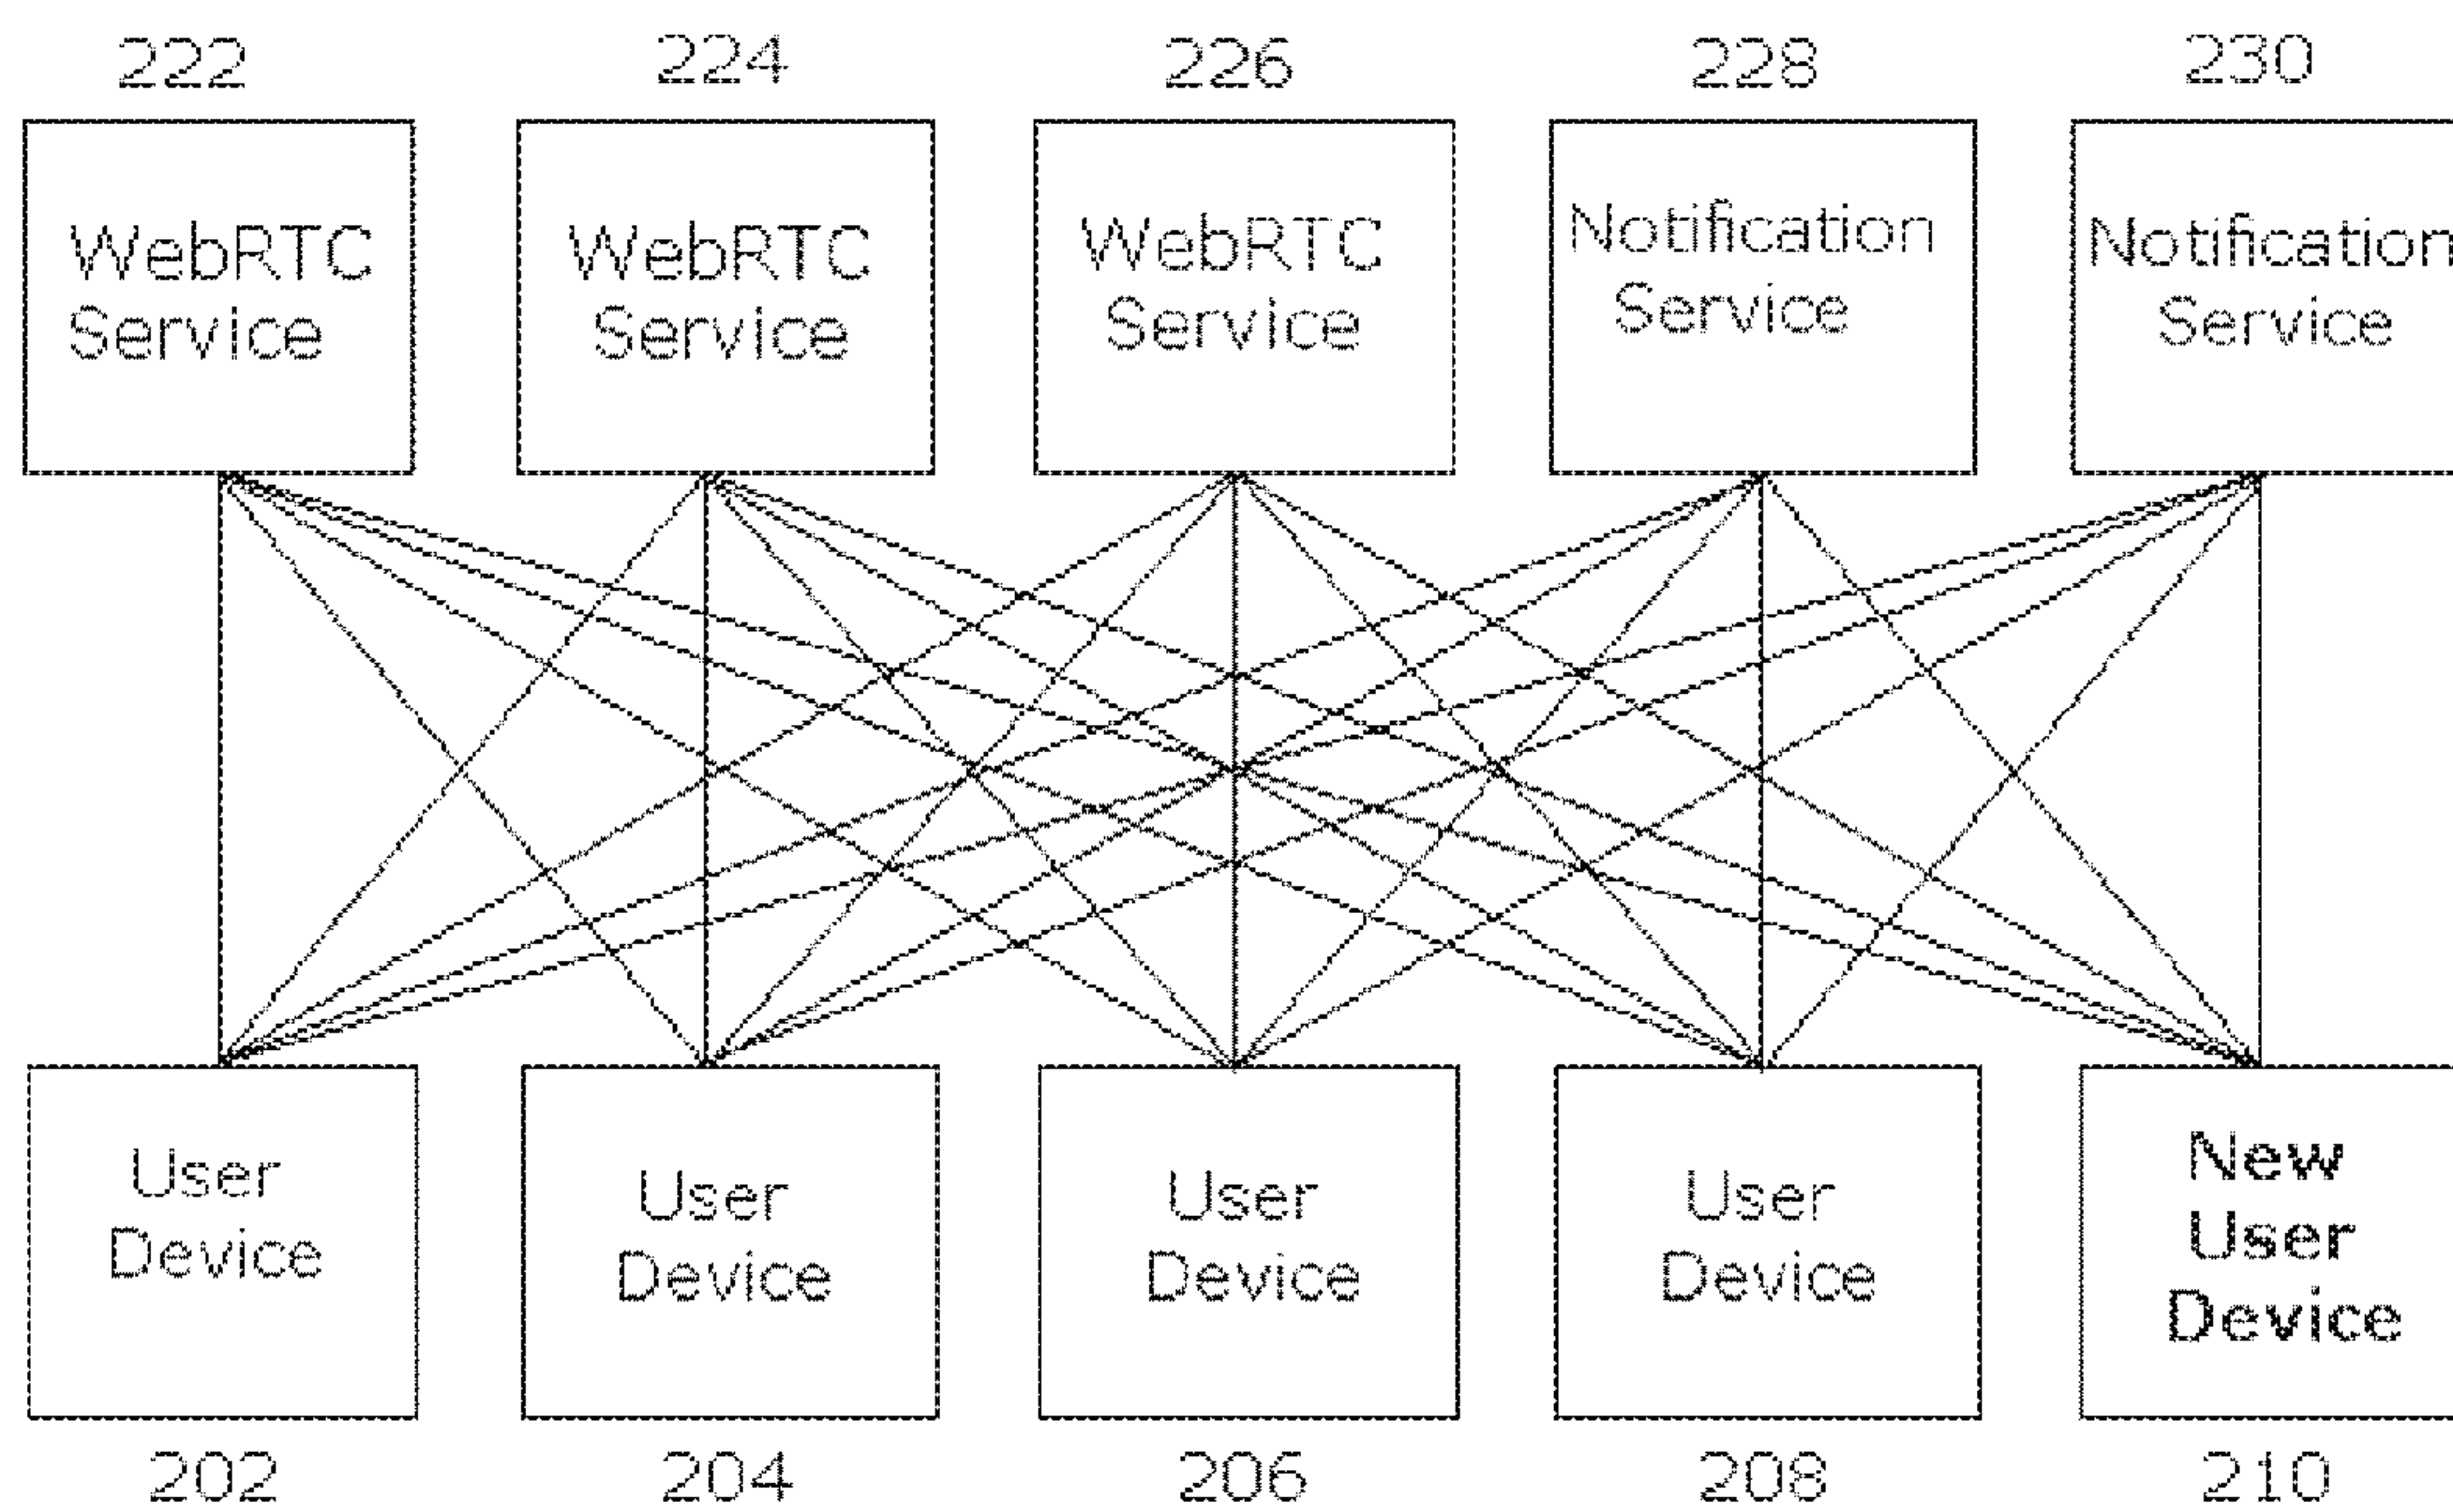 222 224 226 228 230
WebRTC WebRTC WebRTC Notification Notification
Service Service Service Service Service
User User User User New
Device Device Device Device User
Device
202 204 206 208 210